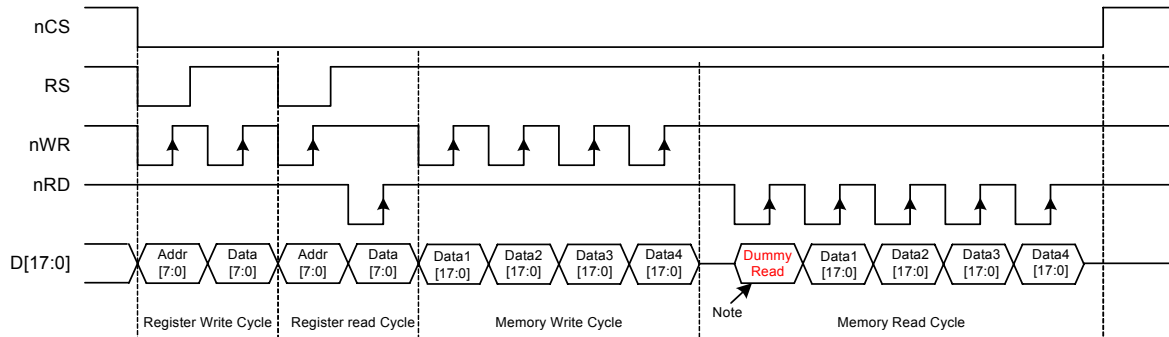 nCS
RS
nWR
nRD
D[17:0]
Addr
[7:0]
Data
[7:0]
Addr
[7:0]
Data
[7:0]
Data1
[17:0]
Data2
[17:0]
Data3
[17:0]
Data4
[17:0]
Dummy
Read
Data1
[17:0]
Data2
[17:0]
Data3
[17:0]
Data4
[17:0]
Note
Register Write Cycle
Register read Cycle
Memory Write Cycle
Memory Read Cycle